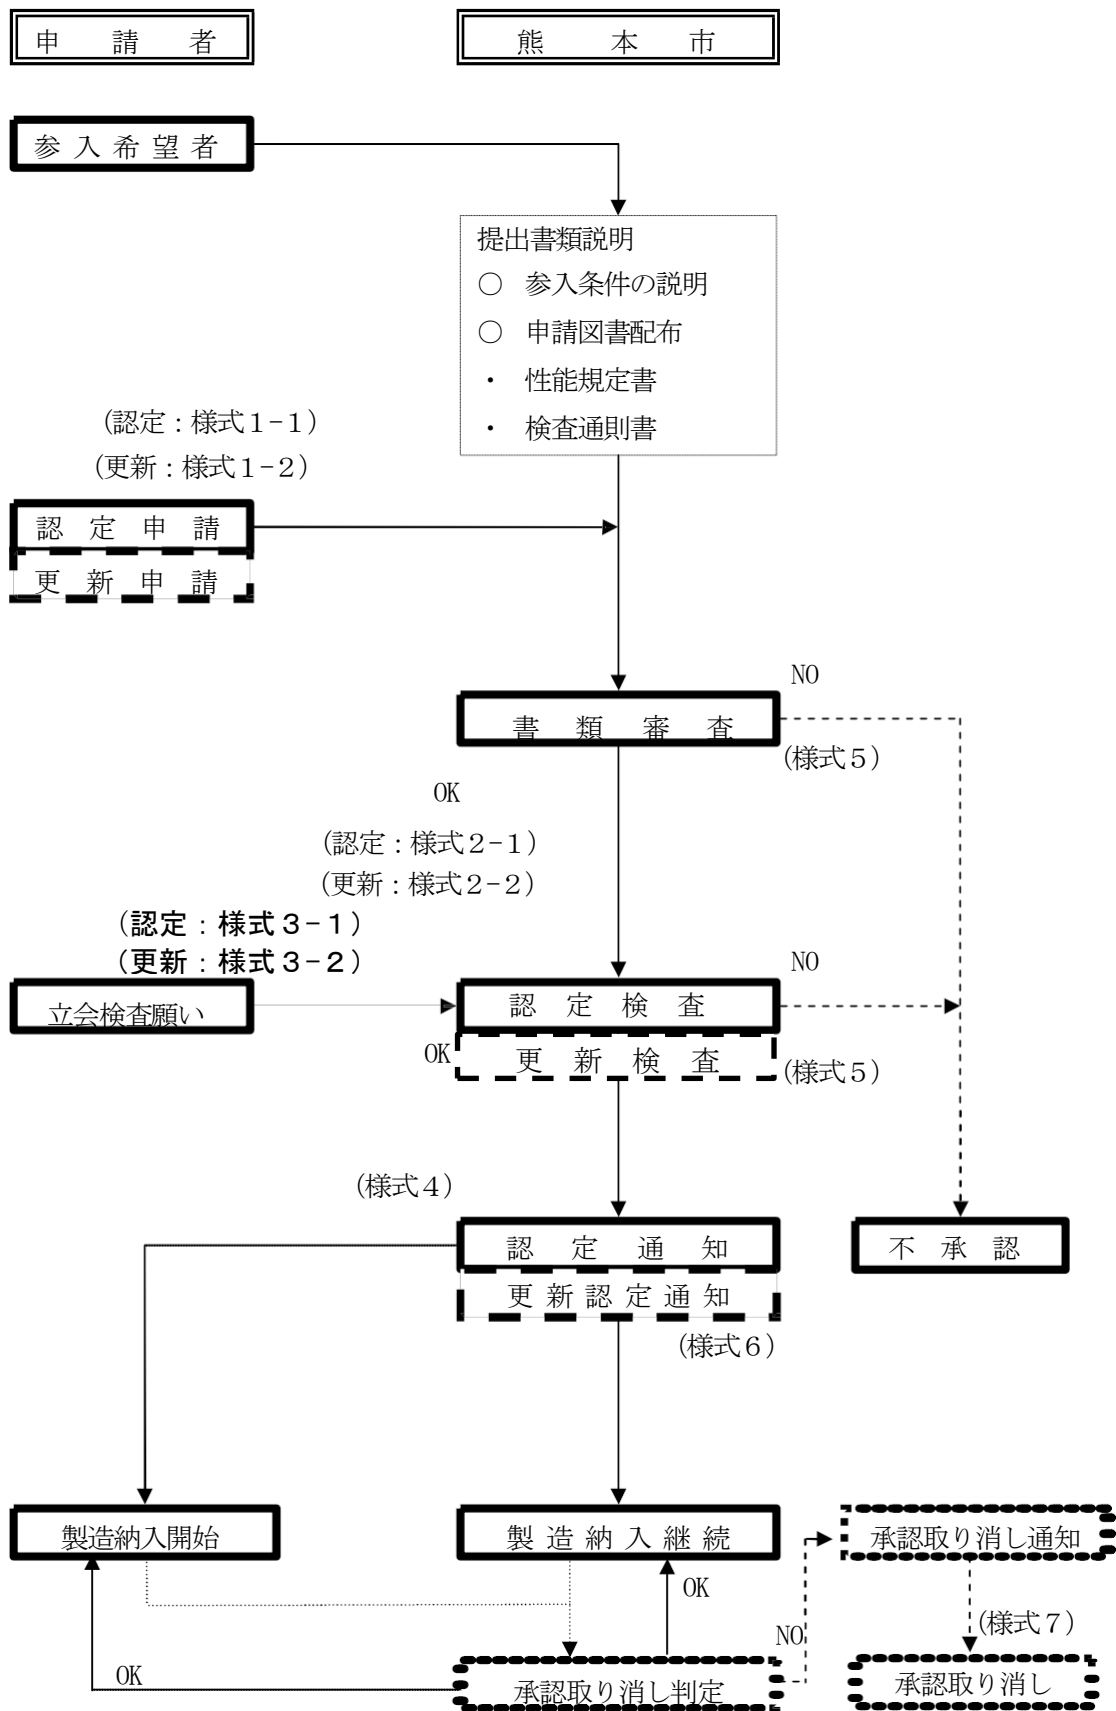 申請者
熊本市
参入希望者
提出書類説明
○ 参入条件の説明
○ 申請図書配布
・ 性能規定書
・ 検査通則書
(認定：様式１-１)
(更新：様式１-２)
認定申請
更新申請
NO
書類審査
(様式５)
OK
(認定：様式２-１)
(更新：様式２-２)
(認定：様式３-１)
(更新：様式３-２)
NO
立会検査願い
認定検査
OK
更新検査
(様式５)
(様式４)
認定通知
不承認
更新認定通知
(様式６)
製造納入開始
製造納入継続
承認取り消し通知
OK
(様式７)
NO
OK
承認取り消し判定
承認取り消し